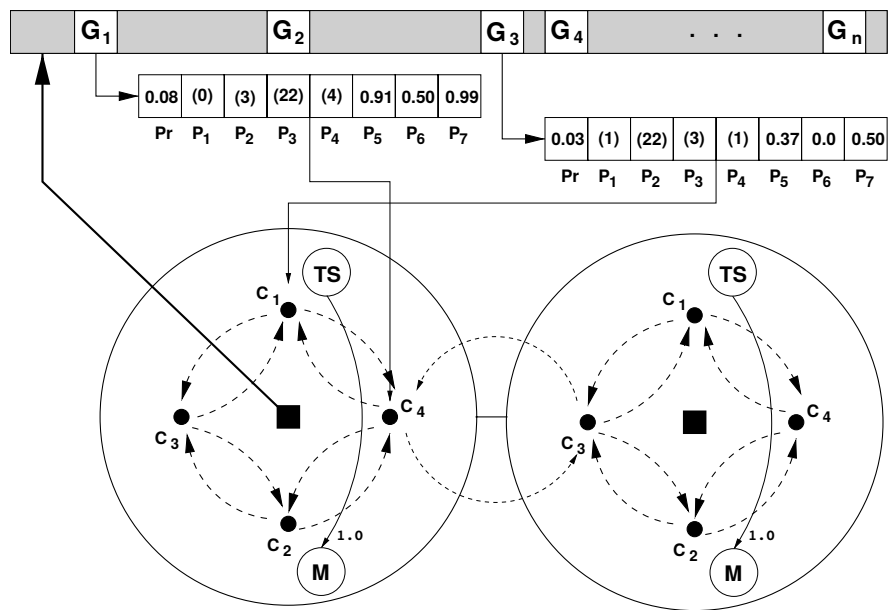 G1 G2 G3 G4 . . . Gn
0.08 (0) (3) (22) (4) 0.91 0.50 0.99
Pr P1 P2 P3 P4 P5 P6 P7
0.03 (1) (22) (3) (1) 0.37 0.0 0.50
Pr P1 P2 P3 P4 P5 P6 P7
TS TS
C1 C1
C4 C4
C3 C3
C2 1.0 C2 1.0
M M